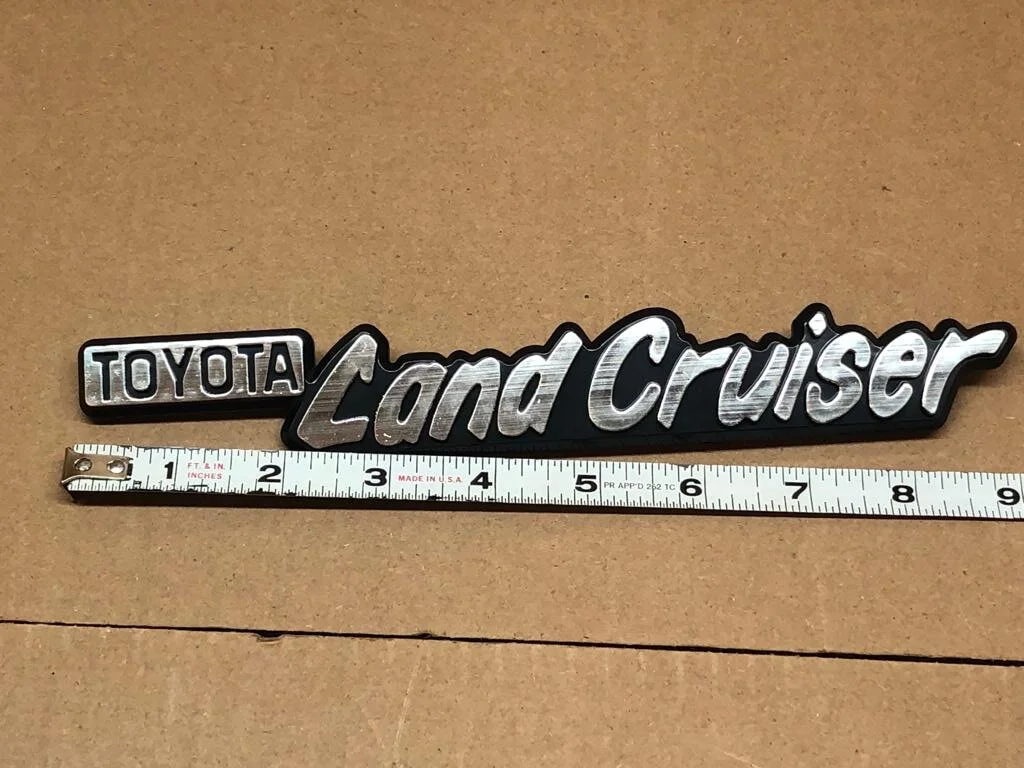 TOYOTA Land Cruiser
1 FT. & IN. INCHES 2 3 MADE IN U.S.A. 4 5 PR APP'D 262 TC 6 7 8 9